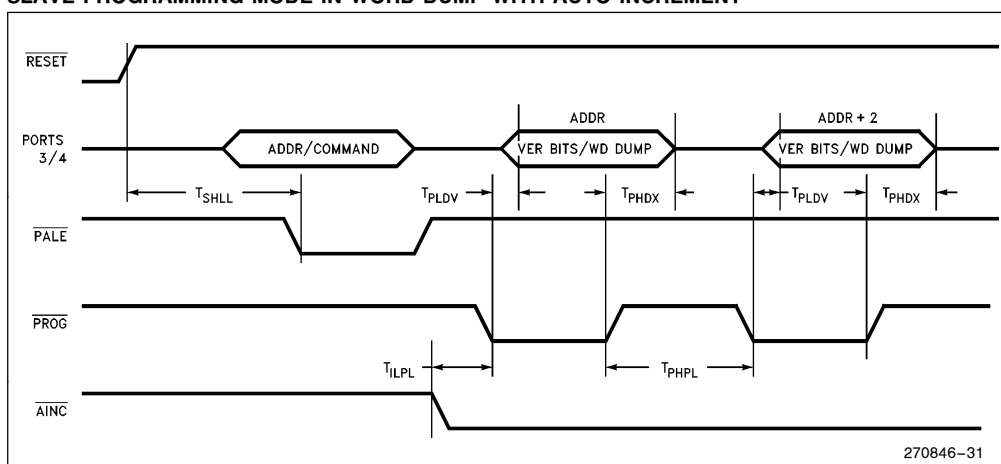 SLAVE PROGRAMMING MODE IN WORD DUMP WITH AUTO INCREMENT
RESET
PORTS
3/4
ADDR/COMMAND
ADDR
VER BITS/WD DUMP
ADDR + 2
VER BITS/WD DUMP
TSHLL
TPLDV
TPHDX
TPLDV
TPHDX
PALE
PROG
TILPL
TPHPL
AINC
270846-31